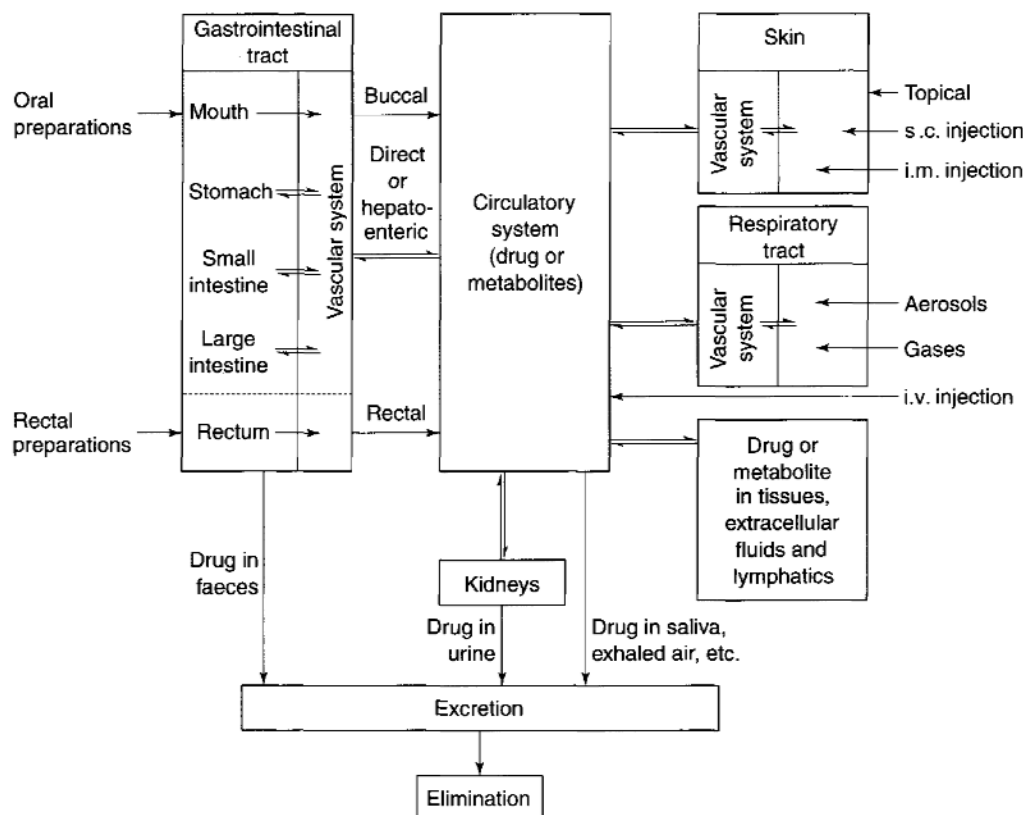 Gastrointestinal
tract
Oral
preparations
Mouth
Stomach
Small
intestine
Large
intestine
Vascular system
Rectal
preparations
Rectum
Buccal
Direct
or
hepato-
enteric
Rectal
Circulatory
system
(drug or
metabolites)
Skin
Vascular
system
Topical
s.c. injection
i.m. injection
Respiratory
tract
Vascular
system
Aerosols
Gases
i.v. injection
Drug or
metabolite
in tissues,
extracellular
fluids and
lymphatics
Drug in
faeces
Kidneys
Drug in
urine
Drug in saliva,
exhaled air, etc.
Excretion
Elimination